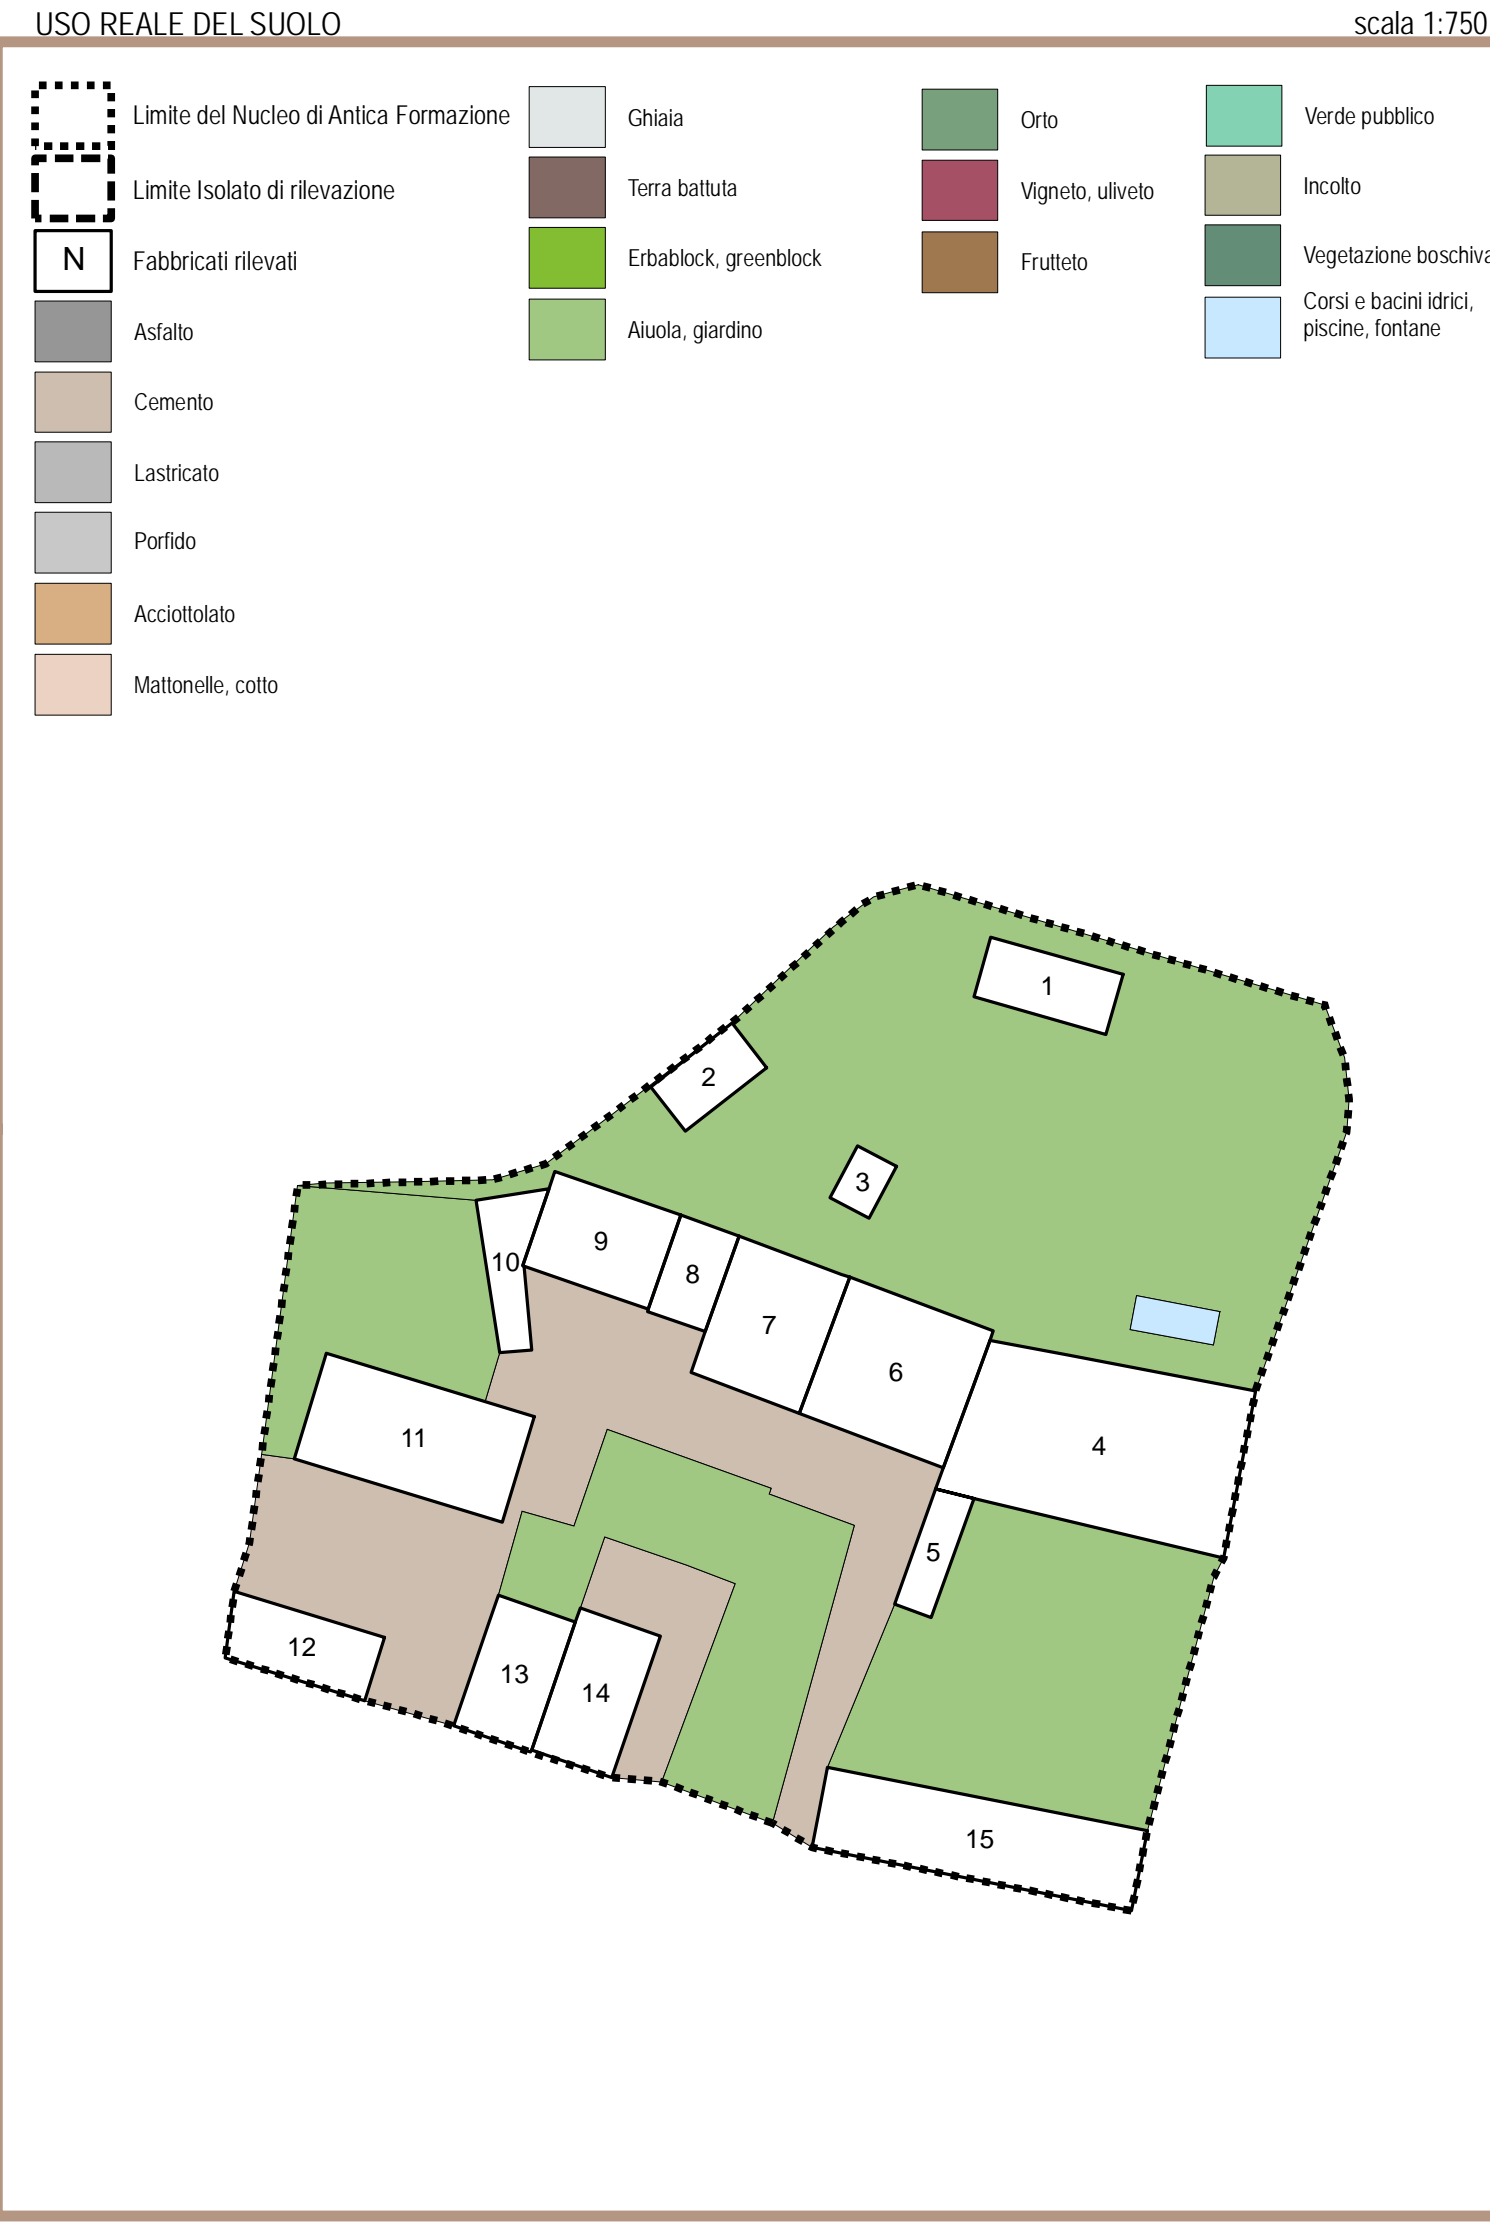 USO REALE DEL SUOLO
scala 1:750
Limite del Nucleo di Antica Formazione
Limite Isolato di rilevazione
N
Fabbricati rilevati
Asfalto
Cemento
Lastricato
Porfido
Acciottolato
Mattonelle, cotto
Ghiaia
Terra battuta
Erbablock, greenblock
Aiuola, giardino
Orto
Vigneto, uliveto
Frutteto
Verde pubblico
Incolto
Vegetazione boschiva
Corsi e bacini idrici,
piscine, fontane
1
2
3
9
10
8
7
6
4
11
5
12
13
14
15